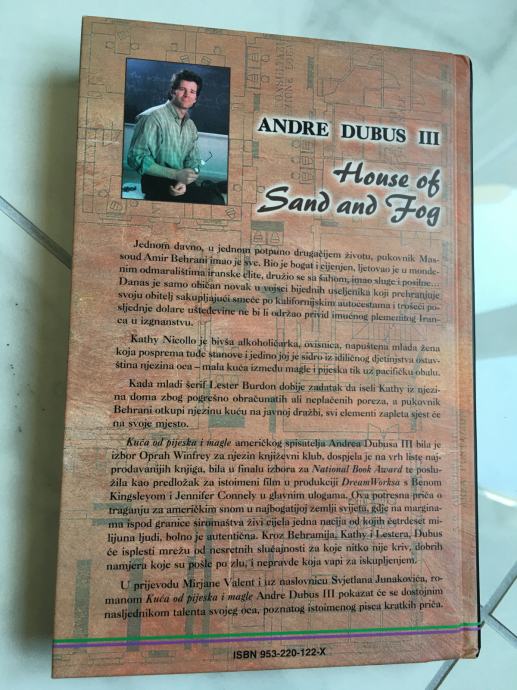 ANDRE DUBUS III
House of
Sand and Fog
Jednom davno, u jednom potpuno drugačijem životu, pukovnik Mas-
soud Amir Behrani imao je sve. Bio je bogat i cijenjen, ljetovao je u monde-
nim odmaralištima iranske elite, družio se sa šahom, imao sluge i posilne...
Danas je samo običan novak u vojsci bijednih useljenika koji prehranjuje
svoju obitelj sakupljajući smeće po kalifornijskim autocestama i trošeći po-
sljednje dolare ušteđevine ne bi li održao privid imućnog plemenitog Iran-
ca u izgnanstvu.
Kathy Nicollo je bivša alkoholičarka, ovisnica, napuštena mlada žena
koja posprema tuđe stanove i jedino joj je sidro iz idiličnog djetinjstva ostav-
ština njezina oca – mala kuća između magle i pijeska tik uz pacifičku obalu.
Kada mladi šerif Lester Burdon dobije zadatak da iseli Kathy iz njezi-
na doma zbog pogrešno obračunatih ali neplaćenih poreza, a pukovnik
Behrani otkupi njezinu kuću na javnoj dražbi, svi elementi zapleta sjest će
na svoje mjesto.
Kuća od pijeska i magle američkog spisatelja Andrea Dubusa III bila je
izbor Oprah Winfrey za njezin književni klub, dospjela je na vrh liste naj-
prodavanijih knjiga, bila u finalu izbora za National Book Award te poslu-
žila kao predložak za istoimeni film u produkciji DreamWorksa s Benom
Kingsleyom i Jennifer Connely u glavnim ulogama. Ova potresna priča o
traganju za američkim snom u najbogatijoj zemlji svijeta, gdje na margina-
ma ispod granice siromaštva živi cijela jedna nacija od kojih četrdeset mi-
lijuna ljudi, bolno je autentična. Kroz Behramija, Kathy i Lestera, Dubus
će isplesti mrežu od nesretnih slučajnosti za koje nitko nije kriv, dobrih
namjera koje su pošle po zlu, i nepravde koja vapi za iskupljenjem.
U prijevodu Mirjane Valent i uz naslovnicu Svjetlana Junakovića, ro-
manom Kuća od pijeska i magle Andre Dubus III pokazat će se dostojnim
nasljednikom talenta svojeg oca, poznatog istoimenog pisca kratkih priča.
ISBN 953-220-122-X